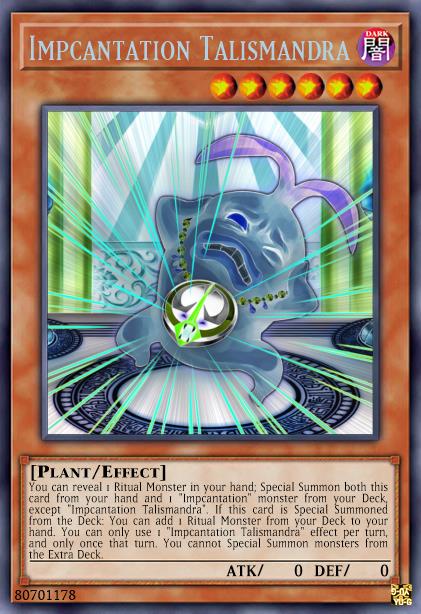 Impcantation Talismandra
DARK
闇
[Plant/Effect]
You can reveal 1 Ritual Monster in your hand; Special Summon both this
card from your hand and 1 "Impcantation" monster from your Deck,
except "Impcantation Talismandra". If this card is Special Summoned
from the Deck: You can add 1 Ritual Monster from your Deck to your
hand. You can only use 1 "Impcantation Talismandra" effect per turn,
and only once that turn. You cannot Special Summon monsters from
the Extra Deck.
ATK/ 0 DEF/ 0
80701178